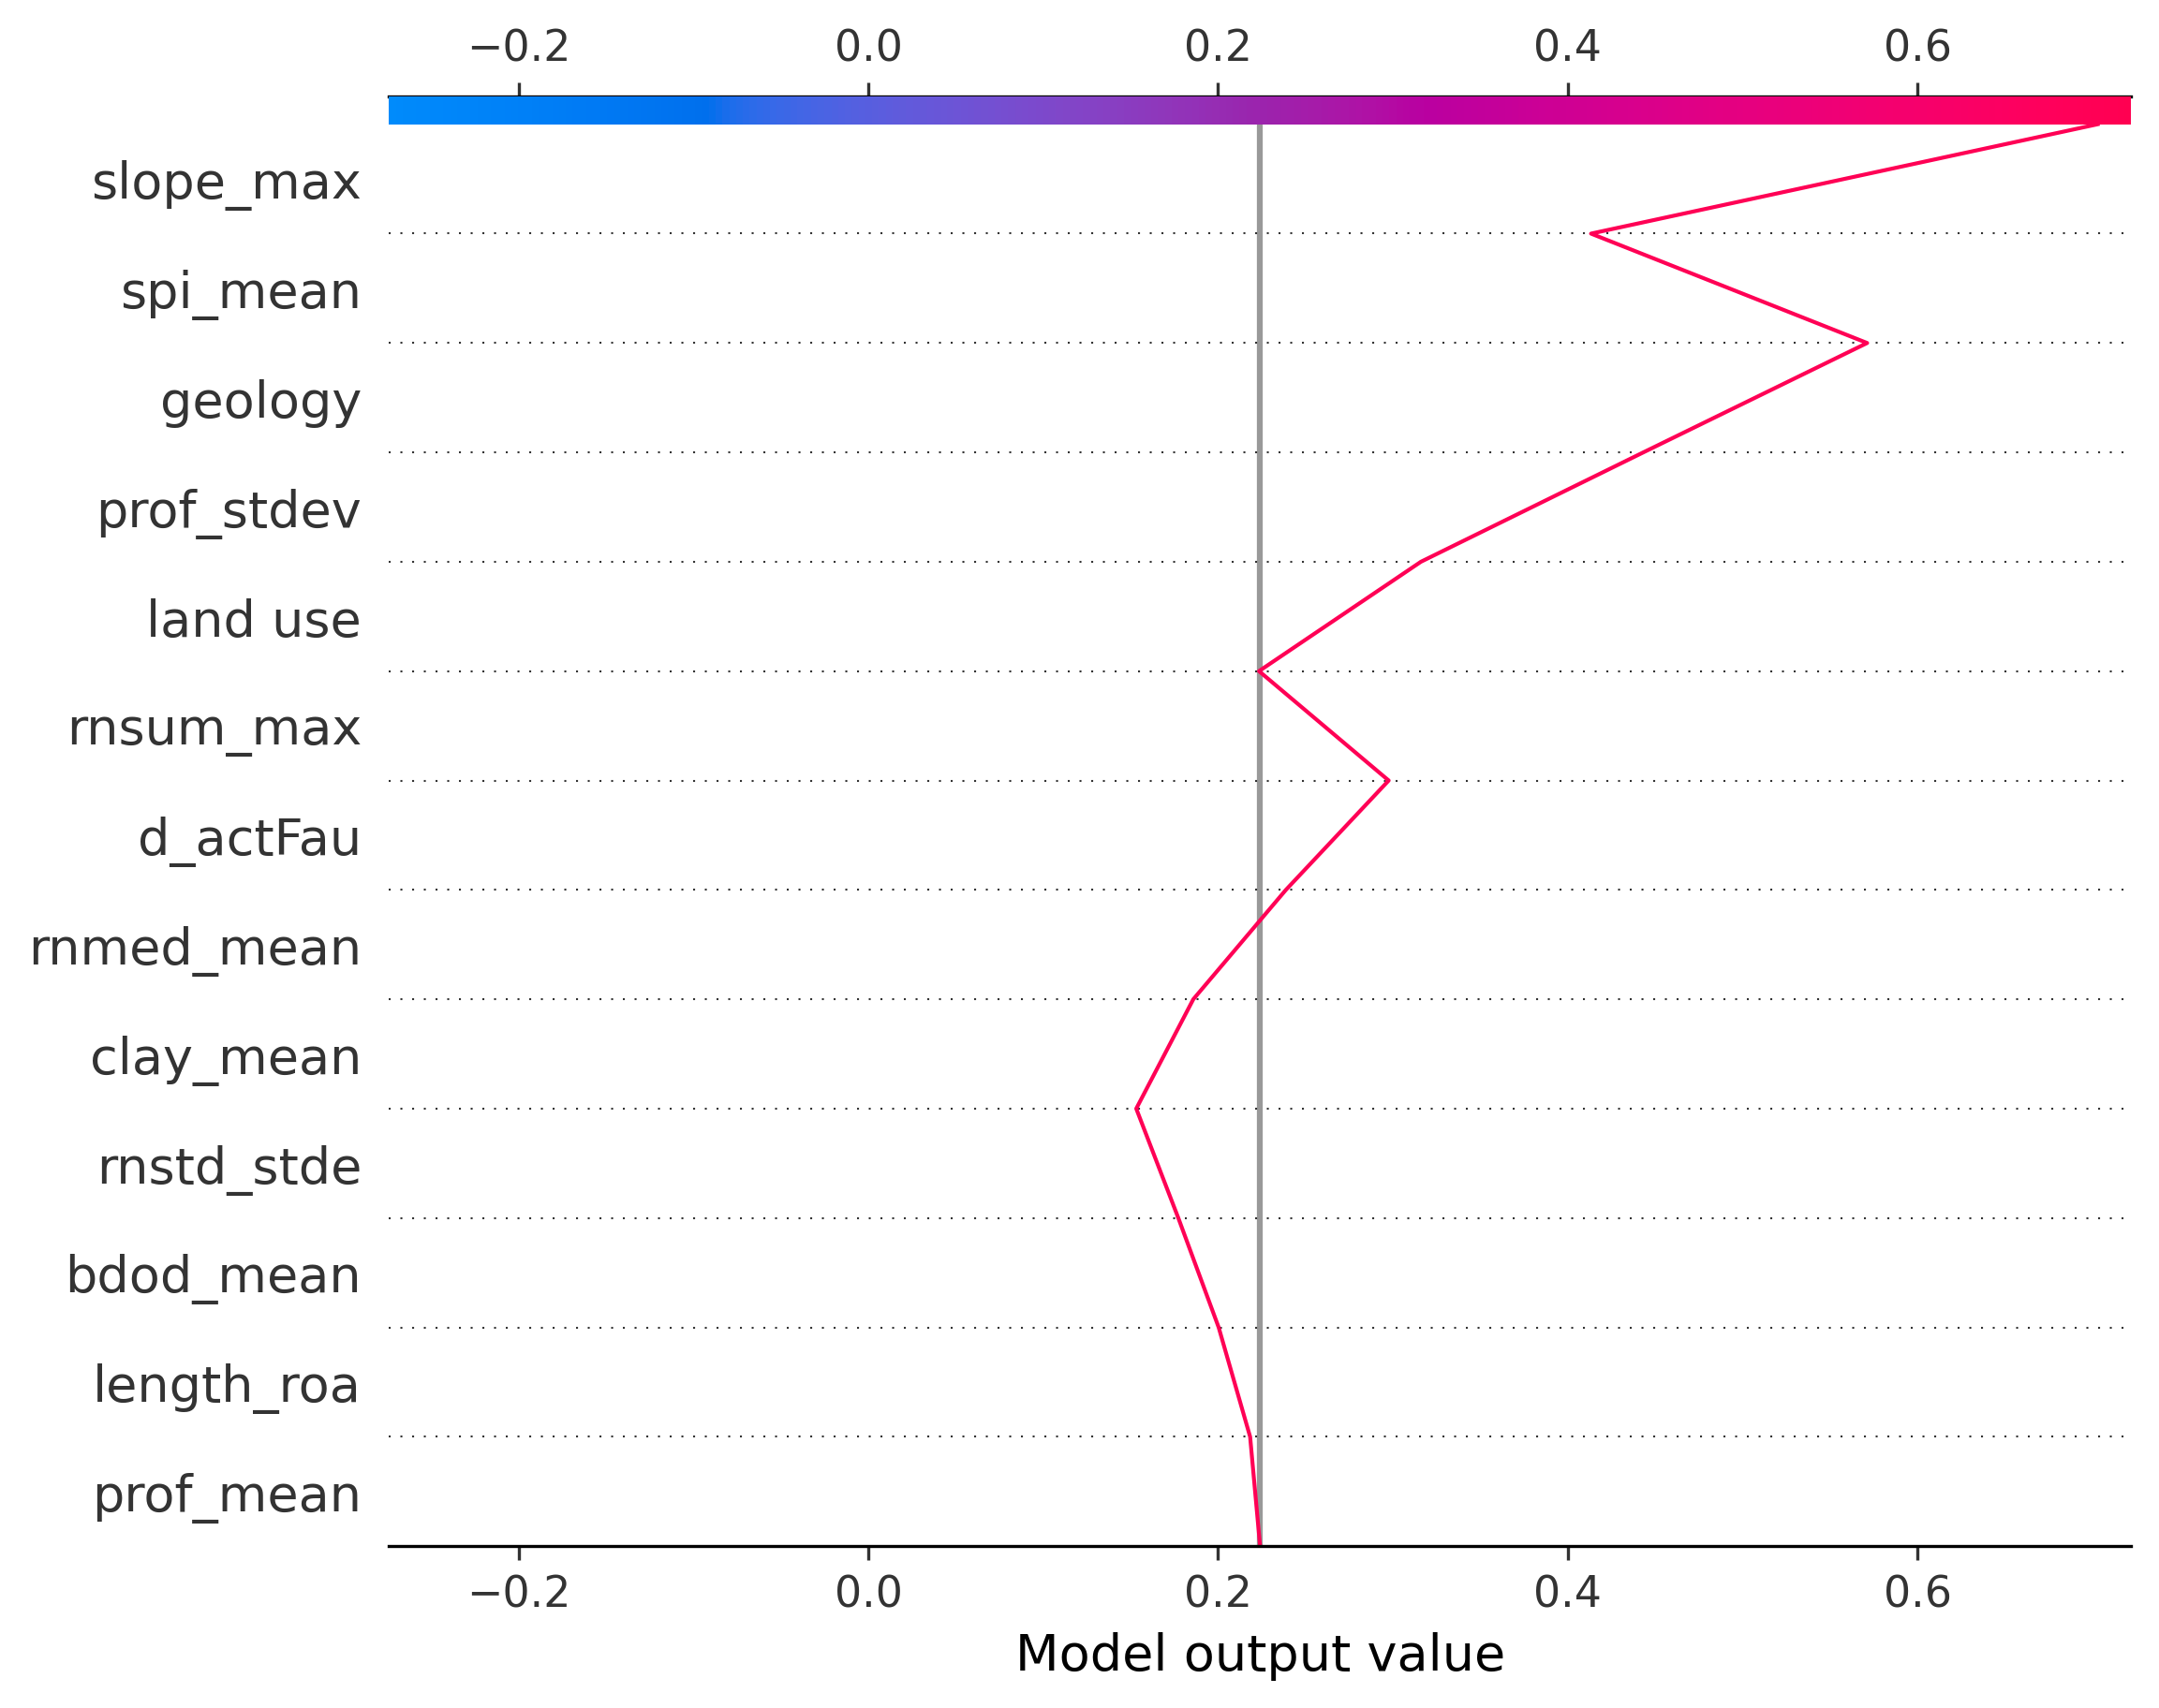 −0.2 0.0 0.2 0.4 0.6
slope_max
spi_mean
geology
prof_stdev
land use
rnsum_max
d_actFau
rnmed_mean
clay_mean
rnstd_stde
bdod_mean
length_roa
prof_mean
−0.2 0.0 0.2 0.4 0.6
Model output value